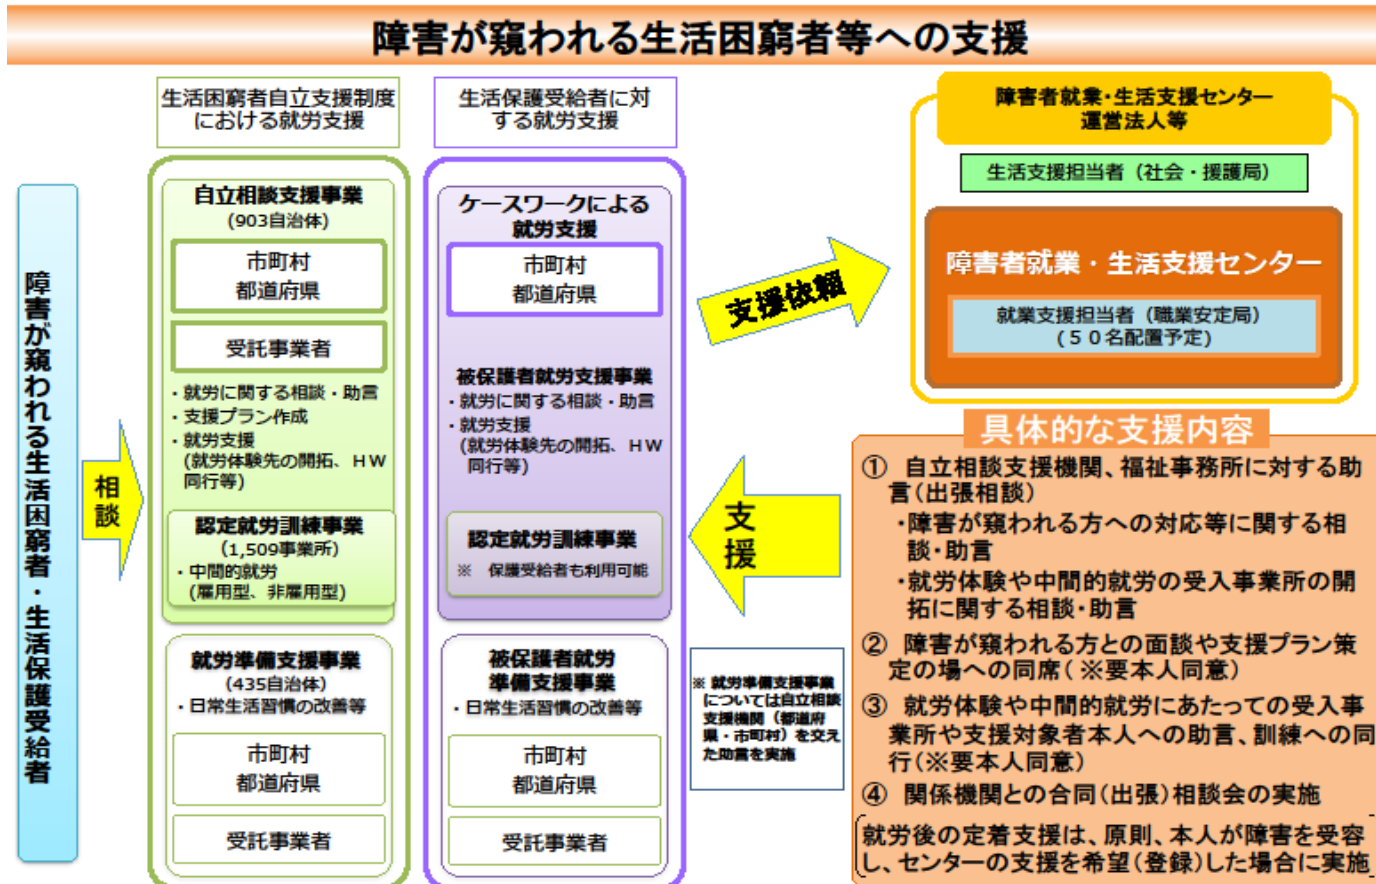 障害が窺われる生活困窮者等への支援
障害が窺われる生活困窮者・生活保護受給者
相談
生活困窮者自立支援制度
における就労支援
自立相談支援事業
(903自治体)
市町村
都道府県
受託事業者
・就労に関する相談・助言
・支援プラン作成
・就労支援
(就労体験先の開拓、HW
同行等)
認定就労訓練事業
(1,509事業所)
・中間的就労
(雇用型、非雇用型)
就労準備支援事業
(435自治体)
・日常生活習慣の改善等
市町村
都道府県
受託事業者
生活保護受給者に対
する就労支援
ケースワークによる
就労支援
市町村
都道府県
被保護者就労支援事業
・就労に関する相談・助言
・就労支援
(就労体験先の開拓、HW
同行等)
認定就労訓練事業
※ 保護受給者も利用可能
被保護者就労
準備支援事業
・日常生活習慣の改善等
市町村
都道府県
受託事業者
支援依頼
支援
※ 就労準備支援事業
については自立相談
支援機関（都道府
県・市町村）を交え
た助言を実施
障害者就業・生活支援センター
運営法人等
生活支援担当者（社会・援護局）
障害者就業・生活支援センター
就業支援担当者（職業安定局）
(５０名配置予定)
具体的な支援内容
① 自立相談支援機関、福祉事務所に対する助
言(出張相談)
・障害が窺われる方への対応等に関する相
談・助言
・就労体験や中間的就労の受入事業所の開
拓に関する相談・助言
② 障害が窺われる方との面談や支援プラン策
定の場への同席(※要本人同意)
③ 就労体験や中間的就労にあたっての受入事
業所や支援対象者本人への助言、訓練への同
行(※要本人同意)
④ 関係機関との合同(出張)相談会の実施
就労後の定着支援は、原則、本人が障害を受容
し、センターの支援を希望(登録)した場合に実施